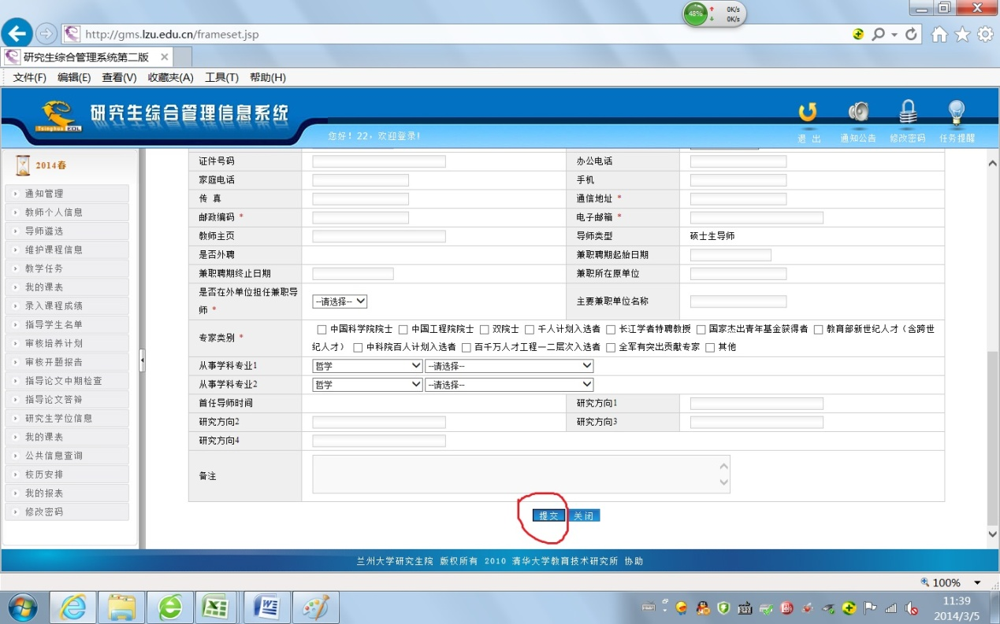 48%
0K/s
0K/s
http://gms.lzu.edu.cn/frameset.jsp
研究生综合管理系统第二版
文件(F) 编辑(E) 查看(V) 收藏夹(A) 工具(T) 帮助(H)
Tsinghua EDL
研究生综合管理信息系统
您好！22，欢迎登录！
退 出 通知公告 修改密码 任务提醒
2014春
通知管理
教师个人信息
导师遴选
维护课程信息
教学任务
我的课表
录入课程成绩
指导学生名单
审核培养计划
审核开题报告
指导论文中期检查
指导论文答辩
研究生学位信息
我的课表
公共信息查询
校历安排
我的报表
修改密码
证件号码 办公电话
家庭电话 手机
传 真 通信地址 *
邮政编码 * 电子邮箱 *
教师主页 导师类型 硕士生导师
是否外聘 兼职聘期起始日期
兼职聘期终止日期 兼职所在原单位
是否在外单位担任兼职导
师 * --请选择-- 主要兼职单位名称
专家类别 *
中国科学院院士 中国工程院院士 双院士 千人计划入选者 长江学者特聘教授 国家杰出青年基金获得者 教育部新世纪人才（含跨世
纪人才） 中科院百人计划入选者 百千万人才工程一二层次入选者 全军有突出贡献专家 其他
从事学科专业1 哲学 --请选择--
从事学科专业2 哲学 --请选择--
首任导师时间 研究方向1
研究方向2 研究方向3
研究方向4
备注
提交 关闭
兰州大学研究生院 版权所有 2010 清华大学教育技术研究所 协助
100%
11:39
2014/3/5